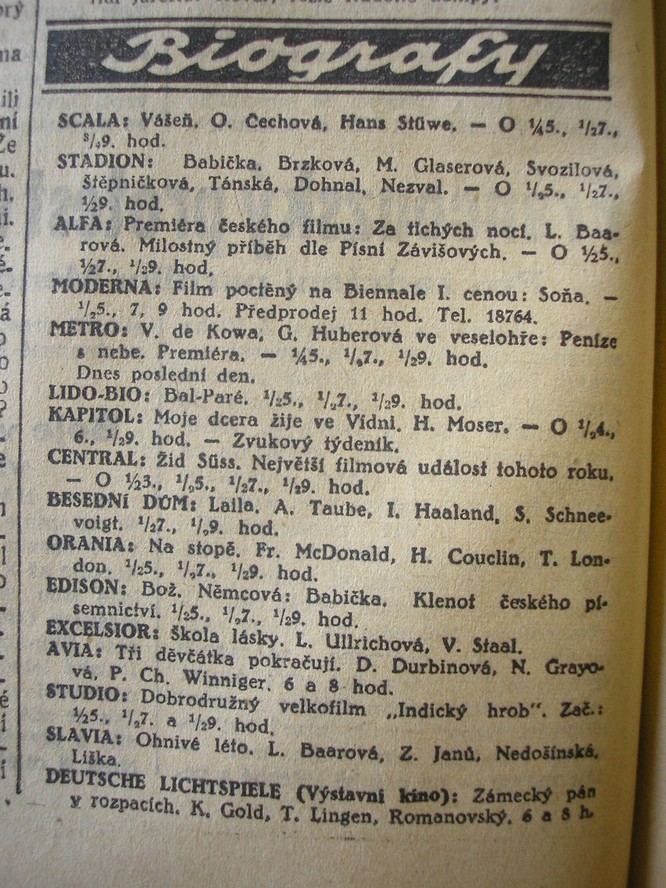 Biografy
SCALA: Vášeň. O. Čechová, Hans Stüwe. — O ¼5., ½7.,
¾9. hod.
STADION: Babička. Brzková, M. Glaserová, Svozilová,
Štěpničková, Tánská, Dohnal, Nezval. — O ½5., ½7.,
½9. hod.
ALFA: Premiéra českého filmu: Za tichých nocí. L. Baa-
rová. Milostný příběh dle Písní Závišových. — O ½5.,
½7., ½9. hod.
MODERNA: Film poctěný na Biennale I. cenou: Soňa. —
½5., 7, 9 hod. Předprodej 11 hod. Tel. 18764.
METRO: V. de Kowa, G. Huberová ve veselohře: Peníze
s nebe. Premiéra. — ¼5., ½7., ½9. hod.
Dnes poslední den.
LIDO-BIO: Bal-Paré. ½5., ½7., ½9. hod.
KAPITOL: Moje dcera žije ve Vídni. H. Moser. — O ½4.,
6., ½9. hod. — Zvukový týdeník.
CENTRAL: Žid Süss. Největší filmová událost tohoto roku.
— O ½3., ½5., ½7., ½9. hod.
BESEDNÍ DŮM: Laila. A. Taube, I. Haaland, S. Schnee-
voigt. ½7., ½9. hod.
ORANIA: Na stopě. Fr. McDonald, H. Couclin, T. Lon-
don. ½5., ½7., ½9. hod.
EDISON: Bož. Němcová: Babička. Klenot českého pí-
semnictví. ½5., ½7., ½9. hod.
EXCELSIOR: Škola lásky. L. Ullrichová, V. Staal.
AVIA: Tři děvčátka pokračují. D. Durbinová, N. Grayo-
vá, P. Ch. Winniger. 6 a 8 hod.
STUDIO: Dobrodružný velkofilm „Indický hrob". Zač.:
½5., ½7. a ½9. hod.
SLAVIA: Ohnivé léto. L. Baarová, Z. Janů, Nedošínská,
Liška.
DEUTSCHE LICHTSPIELE (Výstavní kino): Zámecký pán
v rozpacích. K. Gold, T. Lingen, Romanovský. 6 a 8 h.